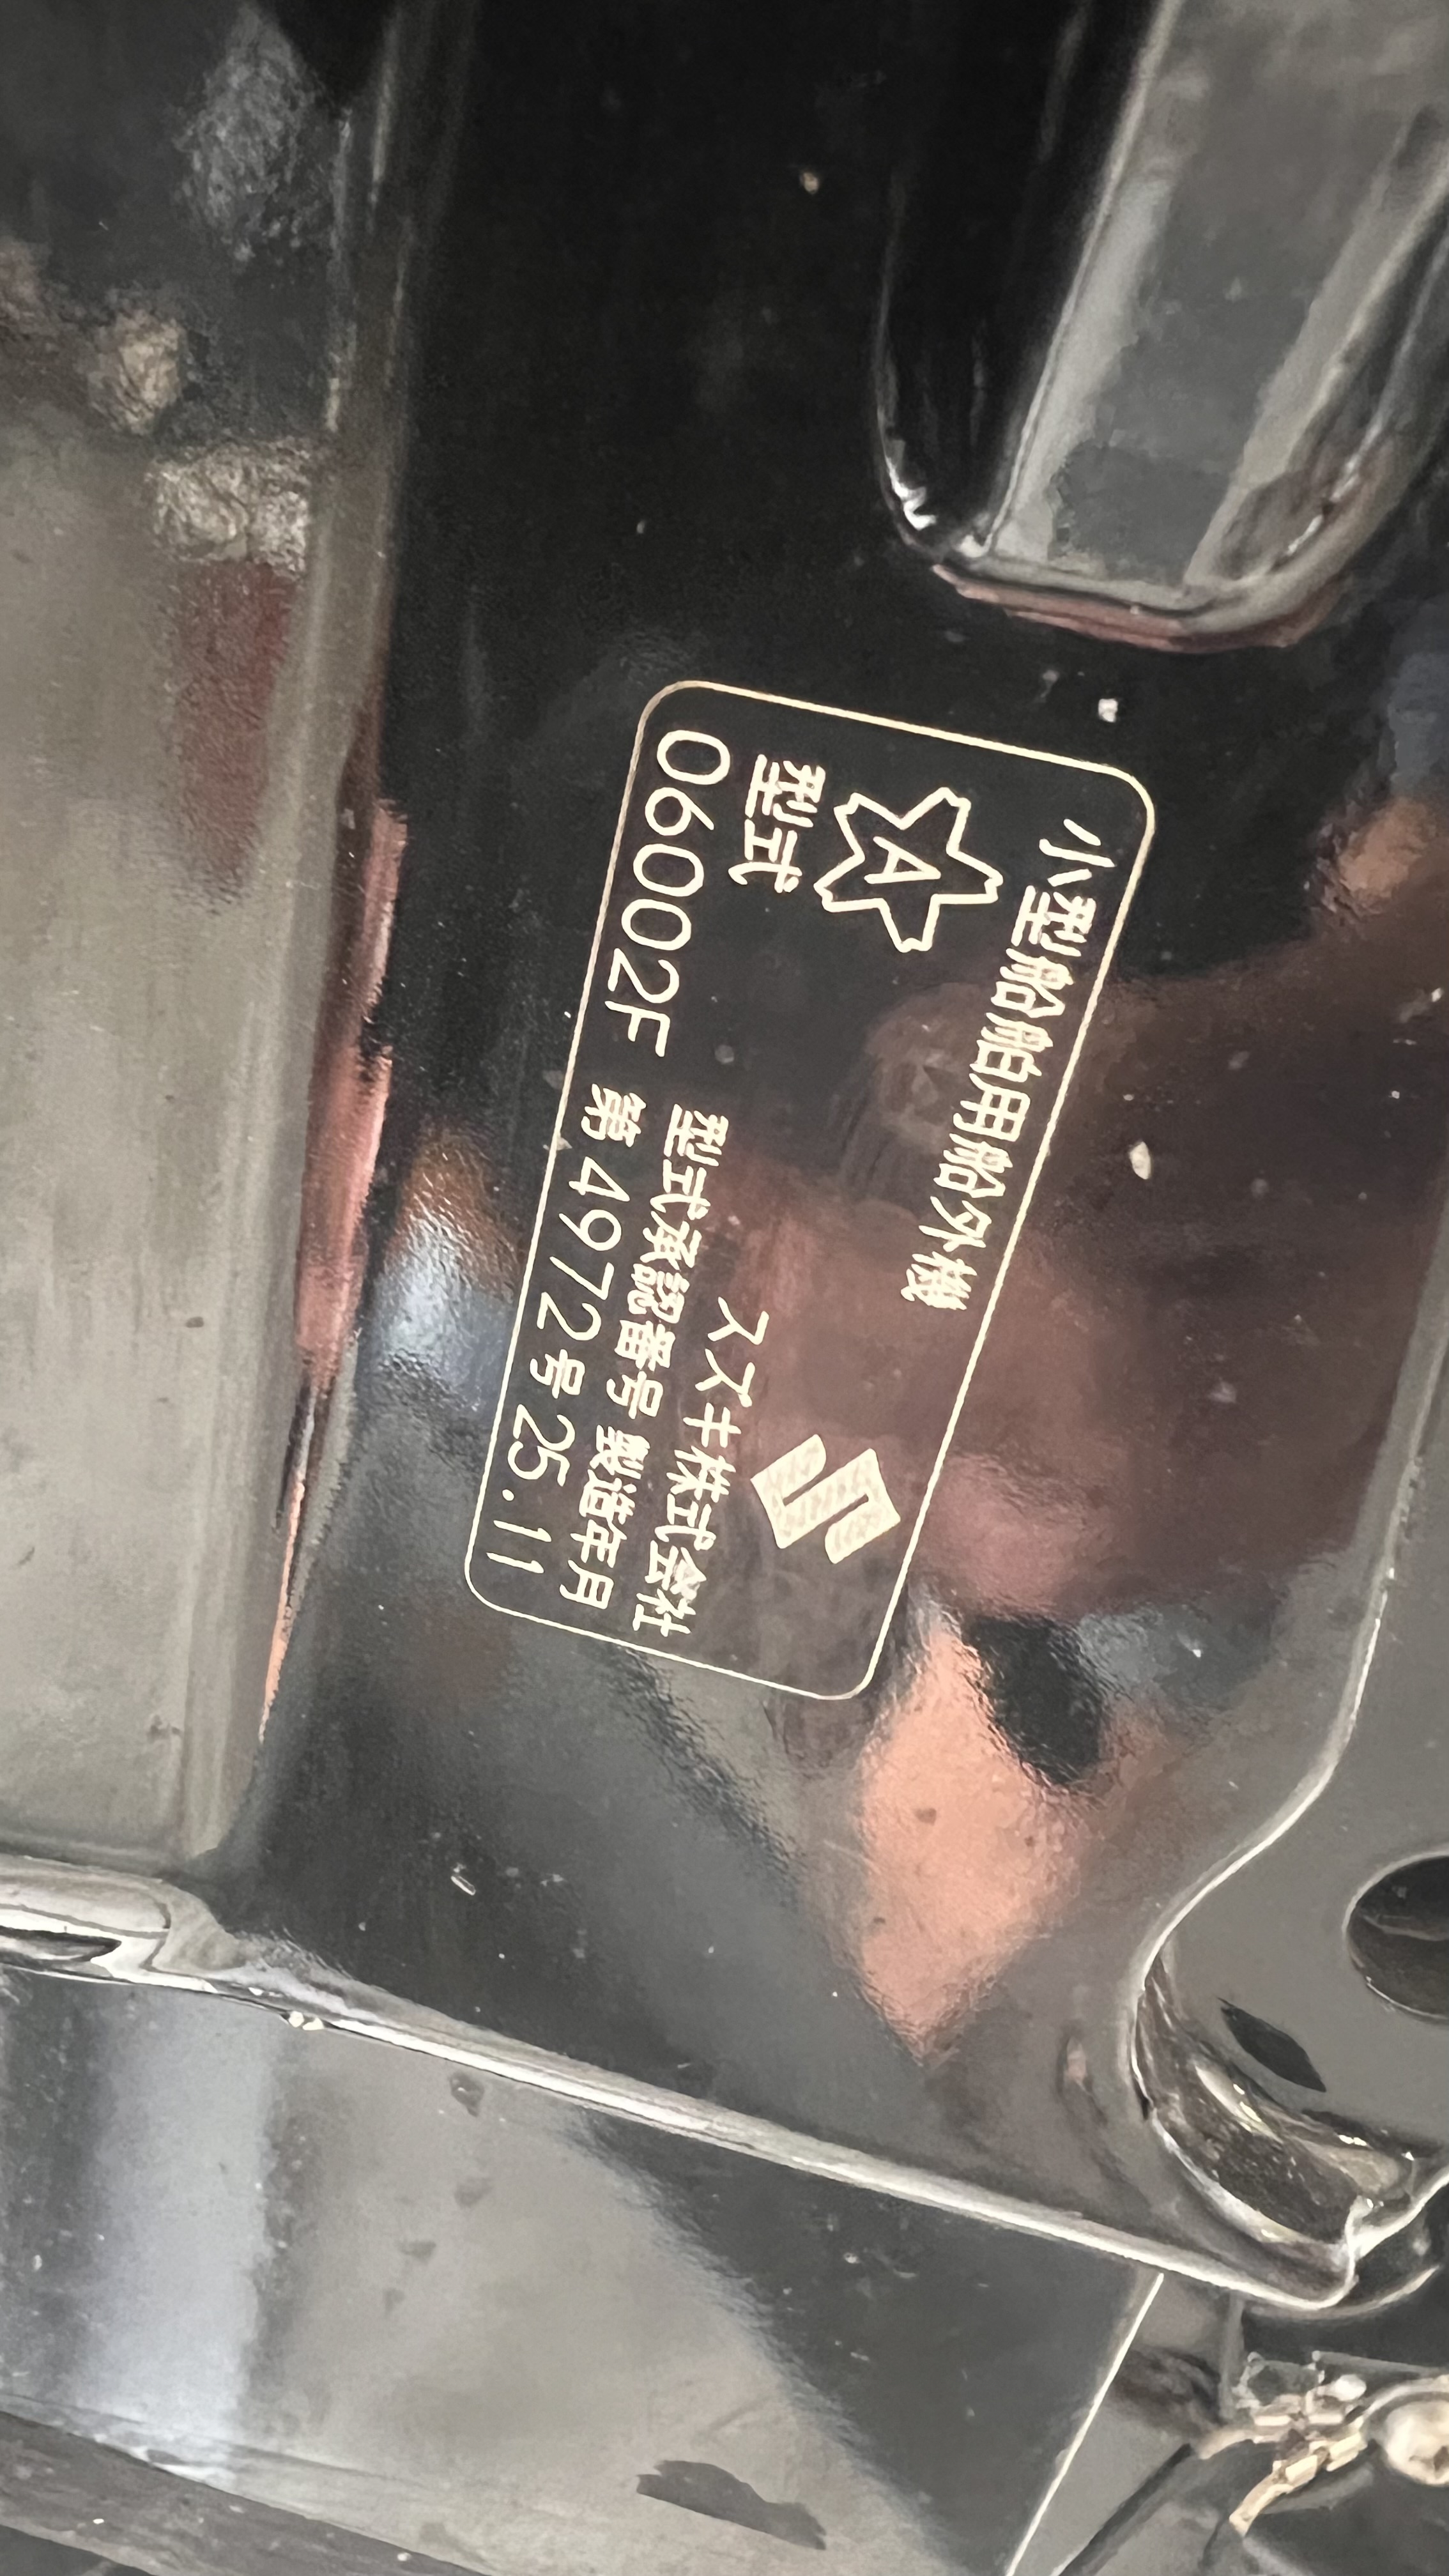 小型船舶用船外機
A
型式
06002F
スズキ株式会社
型式承認番号 製造年月
第4972号 25.11